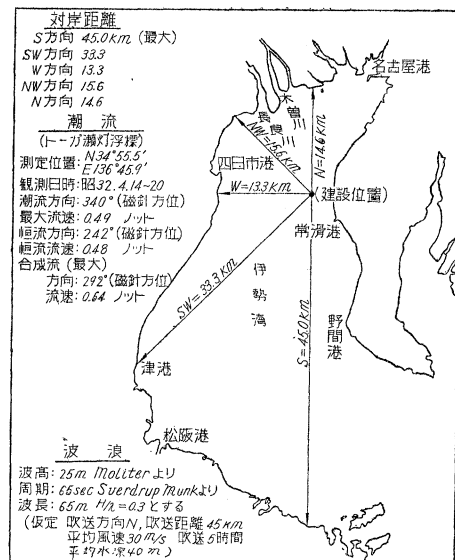 対岸距離
S方向 45.0km (最大)
SW方向 33.3
W方向 13.3
NW方向 15.6
N方向 14.6
潮流
(トーガ瀬灯浮標)
測定位置: N34°55.5′
E136°45.9′
観測日時: 昭32.4.14~20
潮流方向: 340° (磁針方位)
最大流速: 0.49 ノット
恒流方向: 242° (磁針方位)
恒流流速: 0.48 ノット
合成流 (最大)
方向: 292° (磁針方位)
流速: 0.64 ノット
名古屋港
木曽川
長良川
NW=15.6km
N=14.6km
四日市港
W=13.3km
(建設位置)
常滑港
伊勢湾
SW=33.3km
S=45.0km
野間港
津港
松阪港
波浪
波高: 25m Moliterより
周期: 65sec Sverdrup Munkより
波長: 65m H/λ=0.3とする
(仮定 吹送方向N, 吹送距離 45km
平均風速30m/s 吹送5時間
平均水深40m)